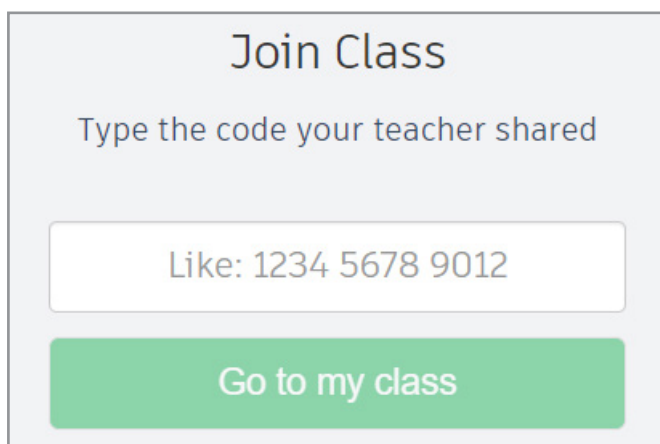 Join Class
Type the code your teacher shared
Like: 1234 5678 9012
Go to my class